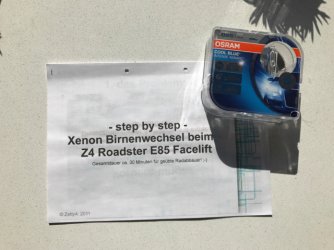 - step by step -
Xenon Birnenwechsel beim
Z4 Roadster E85 Facelift
Gesamtdauer ca. 30 Minuten für geübte Radabbauer ;-)
© Zetty4 2011
OSRAM
COOL BLUE